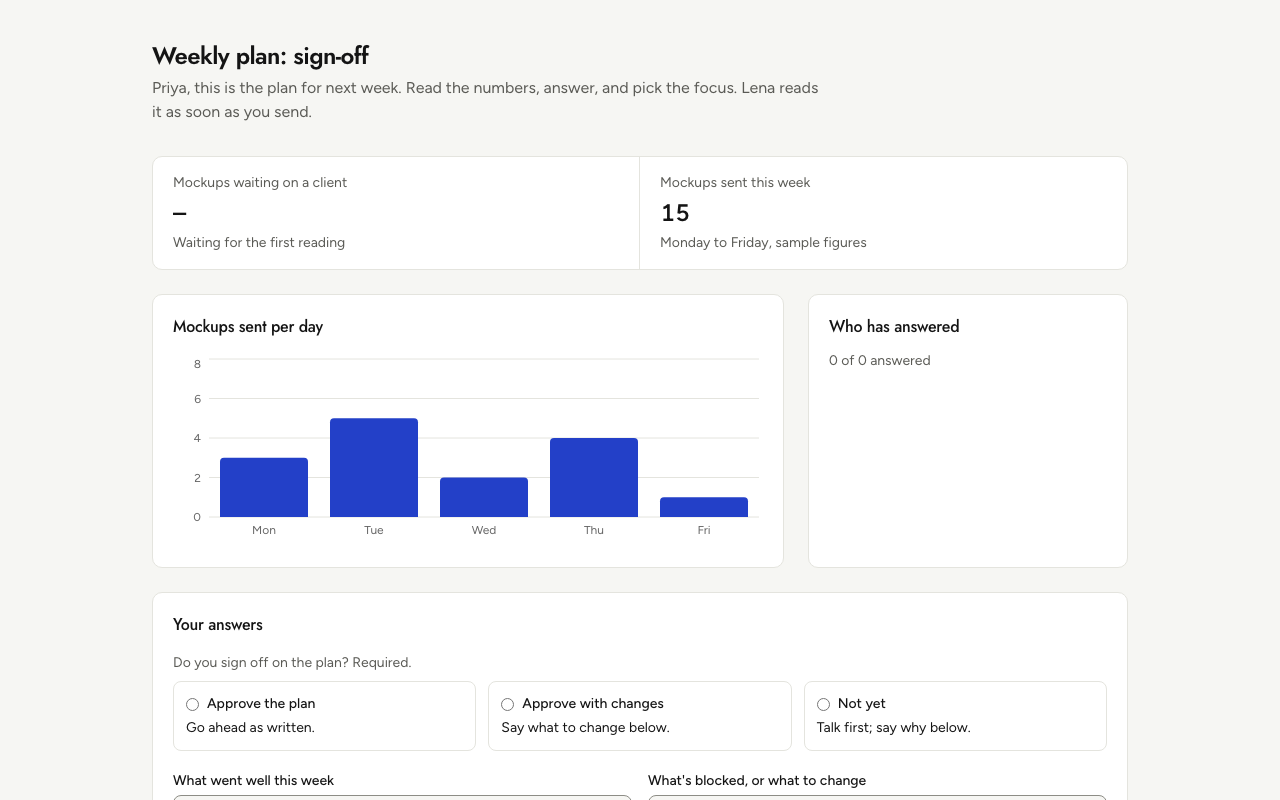 Weekly plan: sign-off
Priya, this is the plan for next week. Read the numbers, answer, and pick the focus. Lena reads
it as soon as you send.
Mockups waiting on a client
–
Waiting for the first reading
Mockups sent this week
15
Monday to Friday, sample figures
Mockups sent per day
8
6
4
2
0
Mon
Tue
Wed
Thu
Fri
Who has answered
0 of 0 answered
Your answers
Do you sign off on the plan? Required.
Approve the plan
Go ahead as written.
Approve with changes
Say what to change below.
Not yet
Talk first; say why below.
What went well this week
What's blocked, or what to change